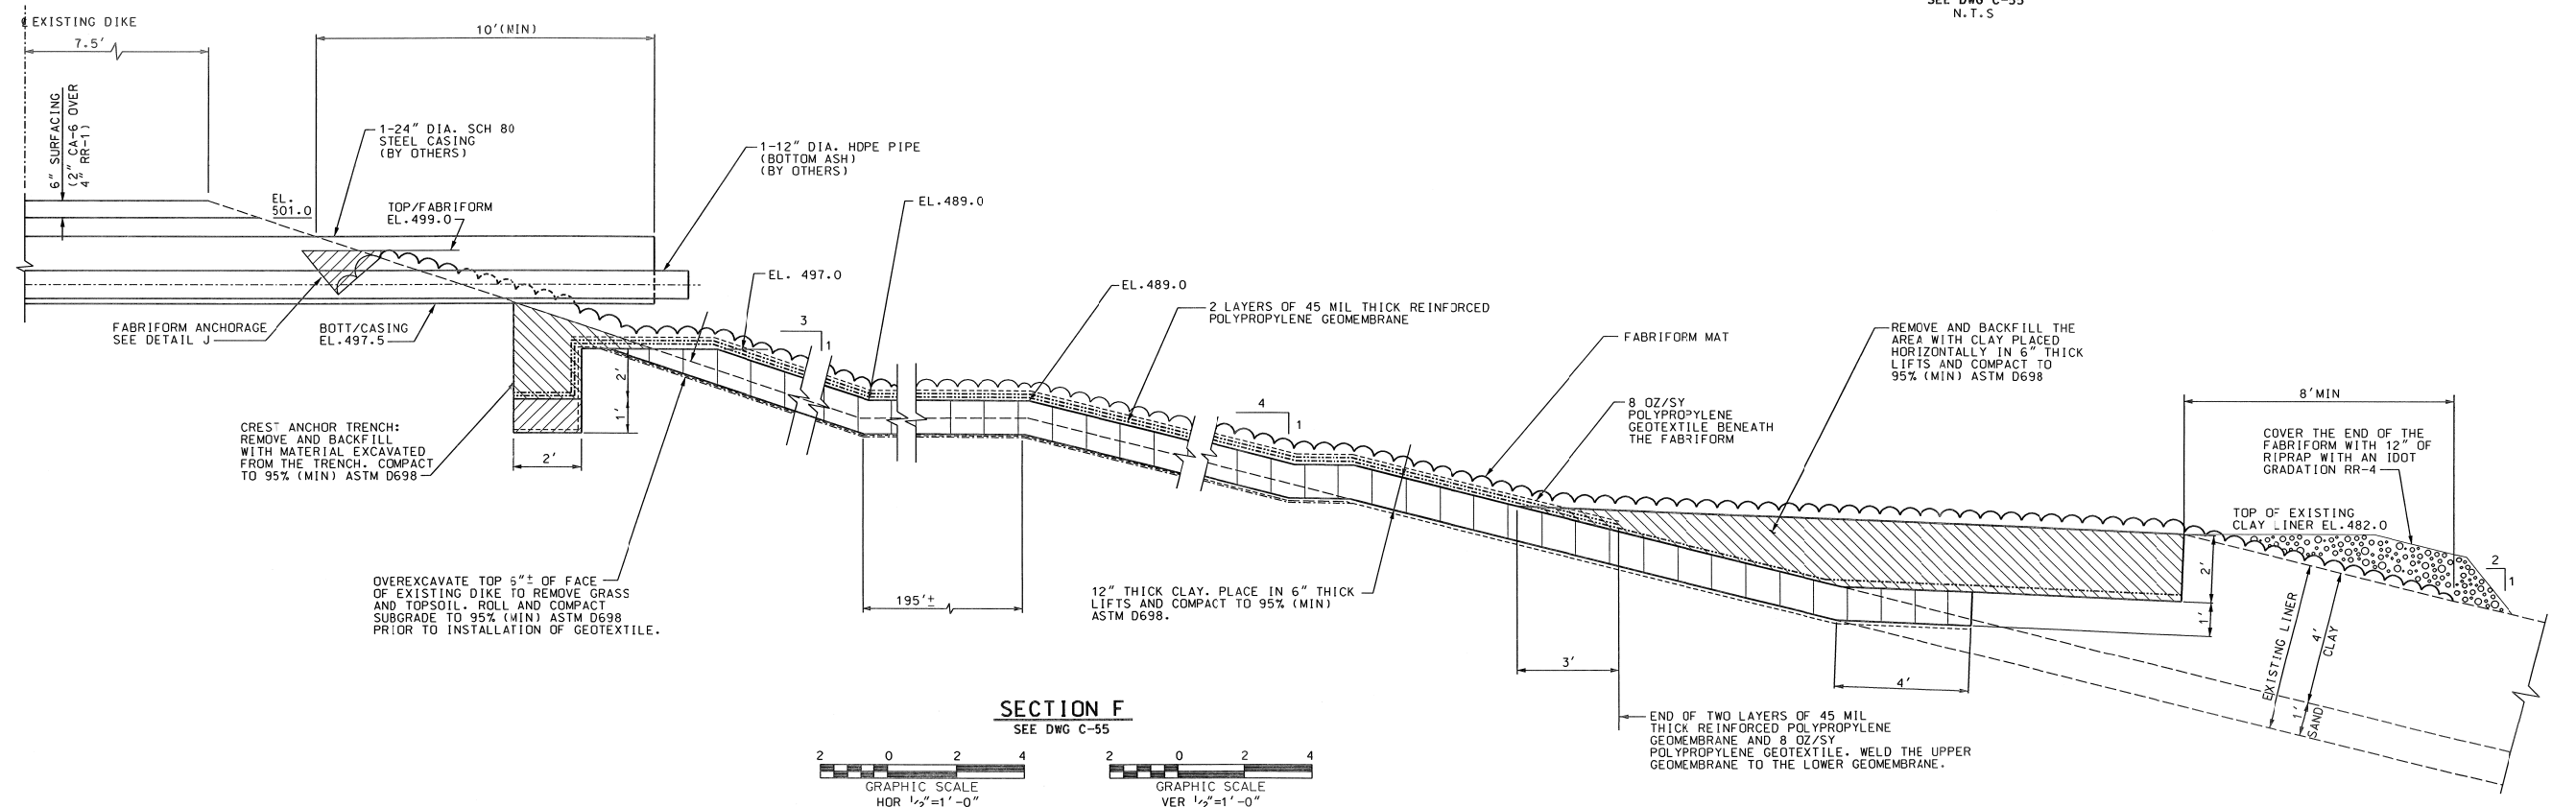 SEE DWG C-55
N.T.S
℄ EXISTING DIKE
7.5'
10'(MIN)
6" SURFACING
(2" CA-6 OVER
4" RR-1)
1-24" DIA. SCH 80
STEEL CASING
(BY OTHERS)
1-12" DIA. HDPE PIPE
(BOTTOM ASH)
(BY OTHERS)
EL.
501.0
TOP/FABRIFORM
EL.499.0
EL.489.0
EL. 497.0
EL.489.0
2 LAYERS OF 45 MIL THICK REINFORCED
POLYPROPYLENE GEOMEMBRANE
FABRIFORM ANCHORAGE
SEE DETAIL J
BOTT/CASING
EL.497.5
3
1
FABRIFORM MAT
REMOVE AND BACKFILL THE
AREA WITH CLAY PLACED
HORIZONTALLY IN 6" THICK
LIFTS AND COMPACT TO
95% (MIN) ASTM D698
2'
1'
2'
CREST ANCHOR TRENCH:
REMOVE AND BACKFILL
WITH MATERIAL EXCAVATED
FROM THE TRENCH. COMPACT
TO 95% (MIN) ASTM D698
4
1
8 OZ/SY
POLYPROPYLENE
GEOTEXTILE BENEATH
THE FABRIFORM
8'MIN
COVER THE END OF THE
FABRIFORM WITH 12" OF
RIPRAP WITH AN IDOT
GRADATION RR-4
TOP OF EXISTING
CLAY LINER EL.482.0
2
1
OVEREXCAVATE TOP 6"± OF FACE
OF EXISTING DIKE TO REMOVE GRASS
AND TOPSOIL. ROLL AND COMPACT
SUBGRADE TO 95% (MIN) ASTM D698
PRIOR TO INSTALLATION OF GEOTEXTILE.
195'±
12" THICK CLAY. PLACE IN 6" THICK
LIFTS AND COMPACT TO 95% (MIN)
ASTM D698.
2'
1'
3'
4'
EXISTING LINER
4'
CLAY
1'
SAND
END OF TWO LAYERS OF 45 MIL
THICK REINFORCED POLYPROPYLENE
GEOMEMBRANE AND 8 OZ/SY
POLYPROPYLENE GEOTEXTILE. WELD THE UPPER
GEOMEMBRANE TO THE LOWER GEOMEMBRANE.
SECTION F
SEE DWG C-55
2 0 2 4
GRAPHIC SCALE
HOR 1/2"=1'-0"
2 0 2 4
GRAPHIC SCALE
VER 1/2"=1'-0"